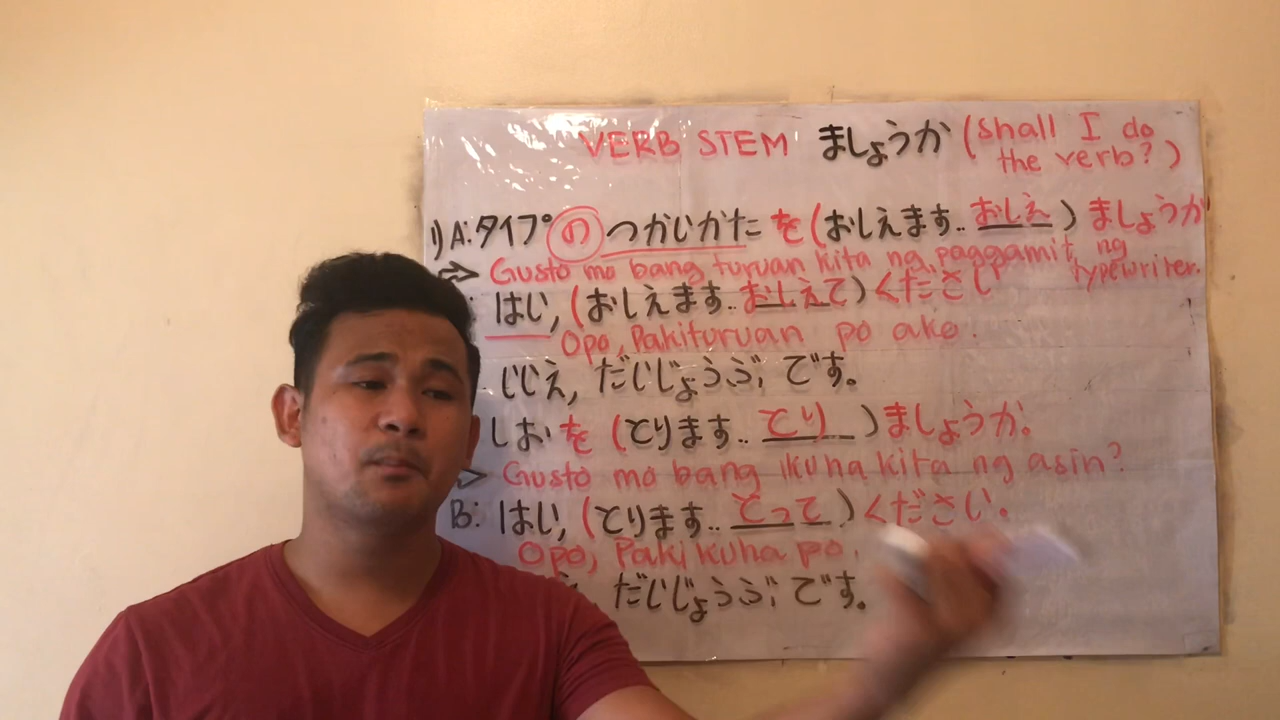 VERB STEM ましょうか (Shall I do the verb?)
1) A: タイプ の つかいかた を (おしえます.. おしえ) ましょうか
⇒ Gusto mo bang turuan kita ng paggamit ng typewriter.
はい, (おしえます.. おしえて) ください
Opo, Pakituruan po ako.
いいえ, だいじょうぶ, です。
しお を (とります.. とり) ましょうか.
Gusto mo bang ikuha kita ng asin?
B: はい, (とります.. とって) ください.
Opo, Paki kuha po.
だいじょうぶ, です。